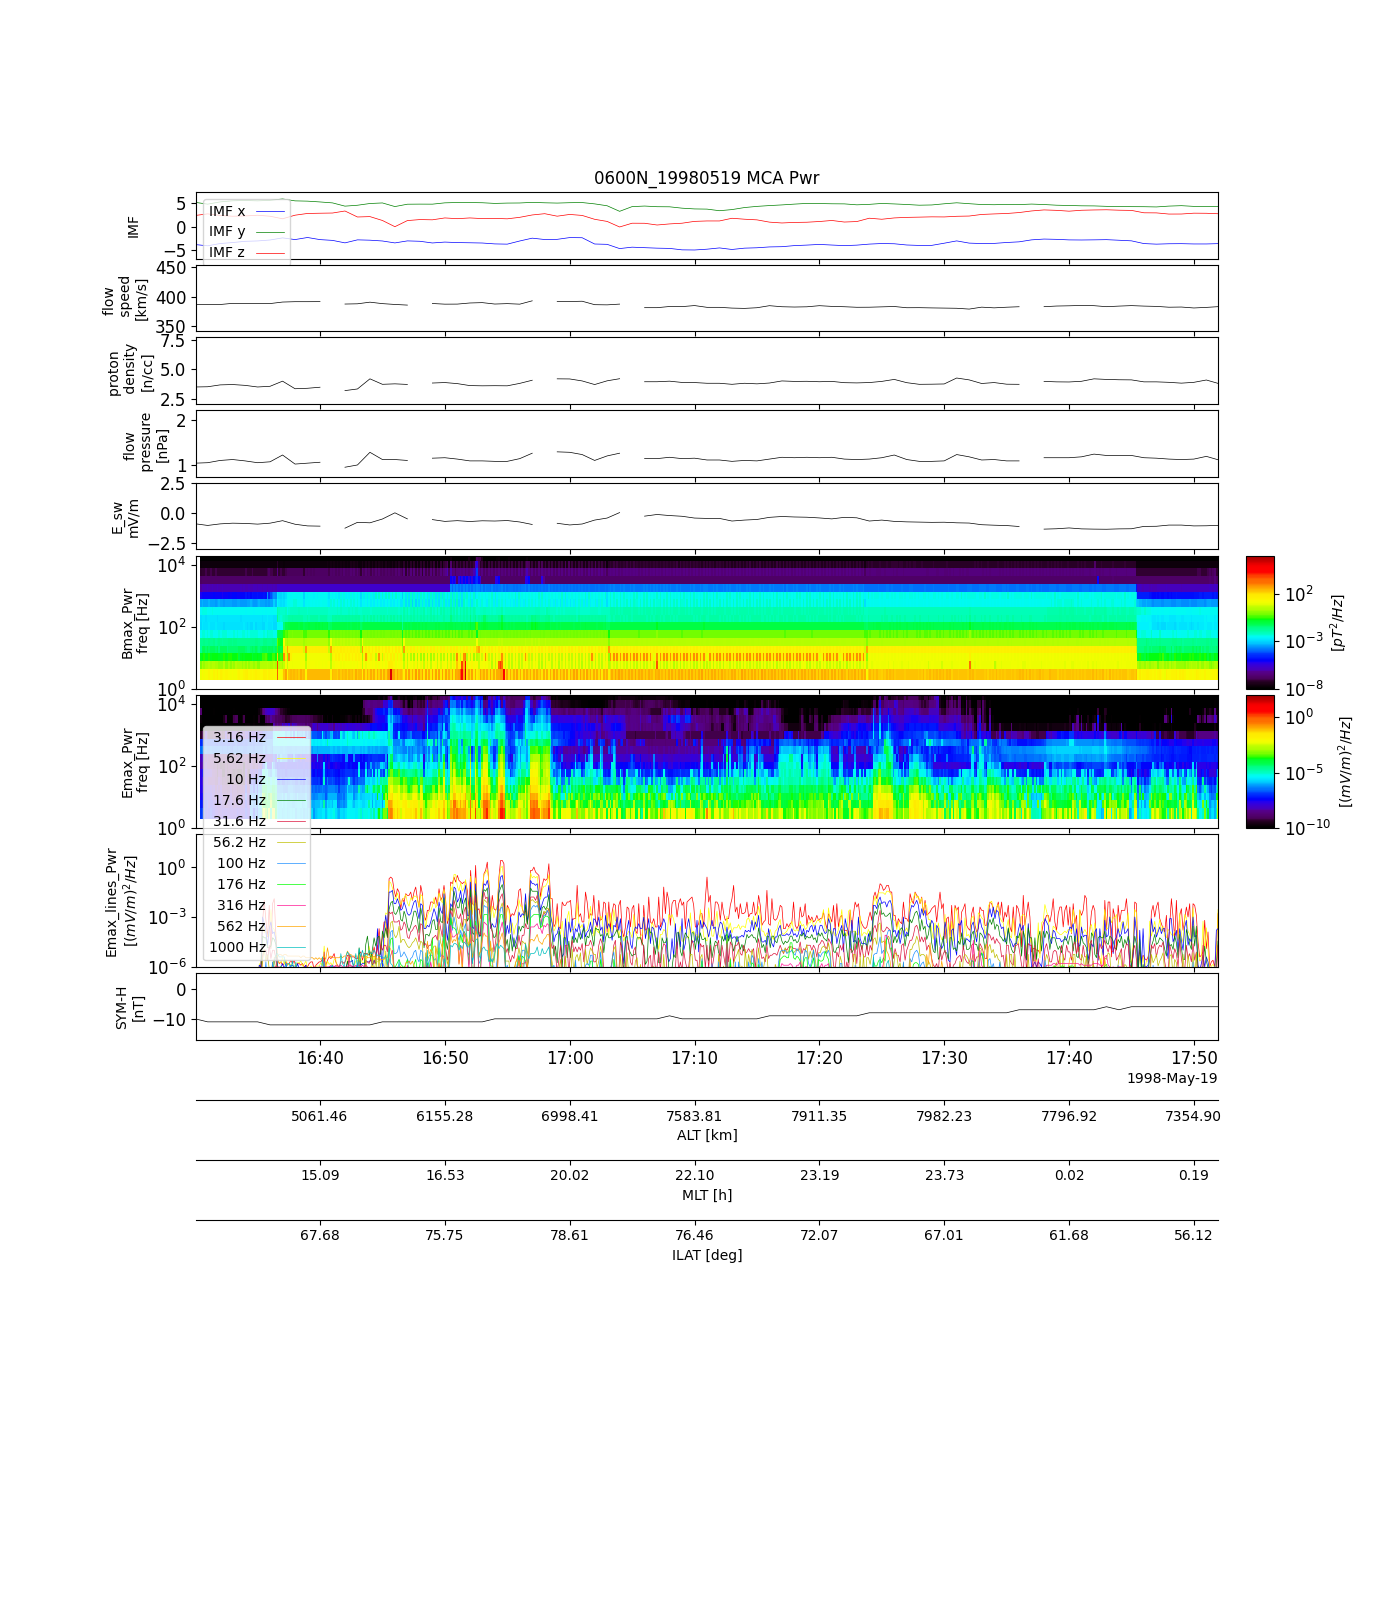 0600N_19980519 MCA Pwr
IMF
5
0
−5
IMF x
IMF y
IMF z
flow
speed
[km/s]
450
400
350
proton
density
[n/cc]
7.5
5.0
2.5
flow
pressure
[nPa]
2
1
E_sw
mV/m
2.5
0.0
−2.5
Bmax_Pwr
freq [Hz]
10^4
10^2
10^0
10^2
10^−3
10^−8
[pT^2/Hz]
Emax_Pwr
freq [Hz]
10^4
10^2
10^0
10^0
10^−5
10^−10
[(mV/m)^2/Hz]
3.16 Hz
5.62 Hz
10 Hz
17.6 Hz
31.6 Hz
56.2 Hz
100 Hz
176 Hz
316 Hz
562 Hz
1000 Hz
Emax_lines_Pwr
[(mV/m)^2/Hz]
10^0
10^−3
10^−6
SYM-H
[nT]
0
−10
16:40 16:50 17:00 17:10 17:20 17:30 17:40 17:50
1998-May-19
5061.46 6155.28 6998.41 7583.81 7911.35 7982.23 7796.92 7354.90
ALT [km]
15.09 16.53 20.02 22.10 23.19 23.73 0.02 0.19
MLT [h]
67.68 75.75 78.61 76.46 72.07 67.01 61.68 56.12
ILAT [deg]